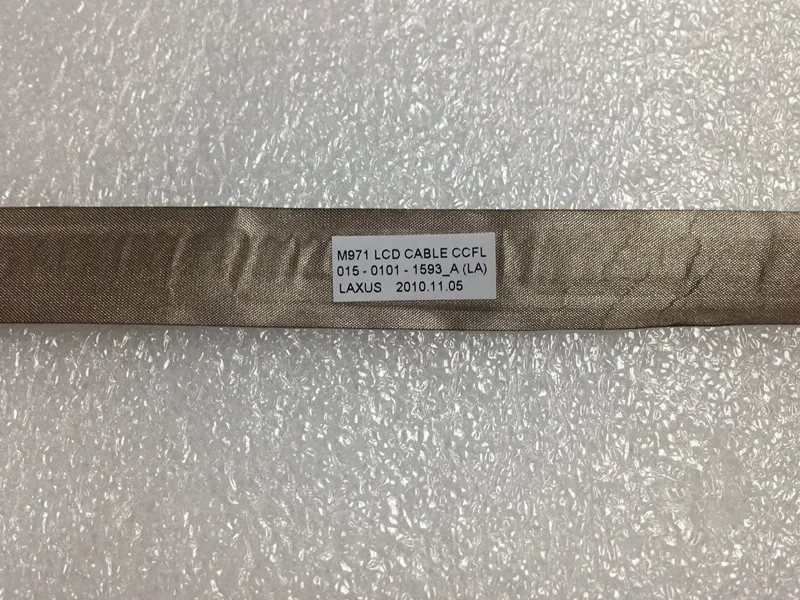 M971 LCD CABLE CCFL
015 - 0101 - 1593_A (LA)
LAXUS 2010.11.05